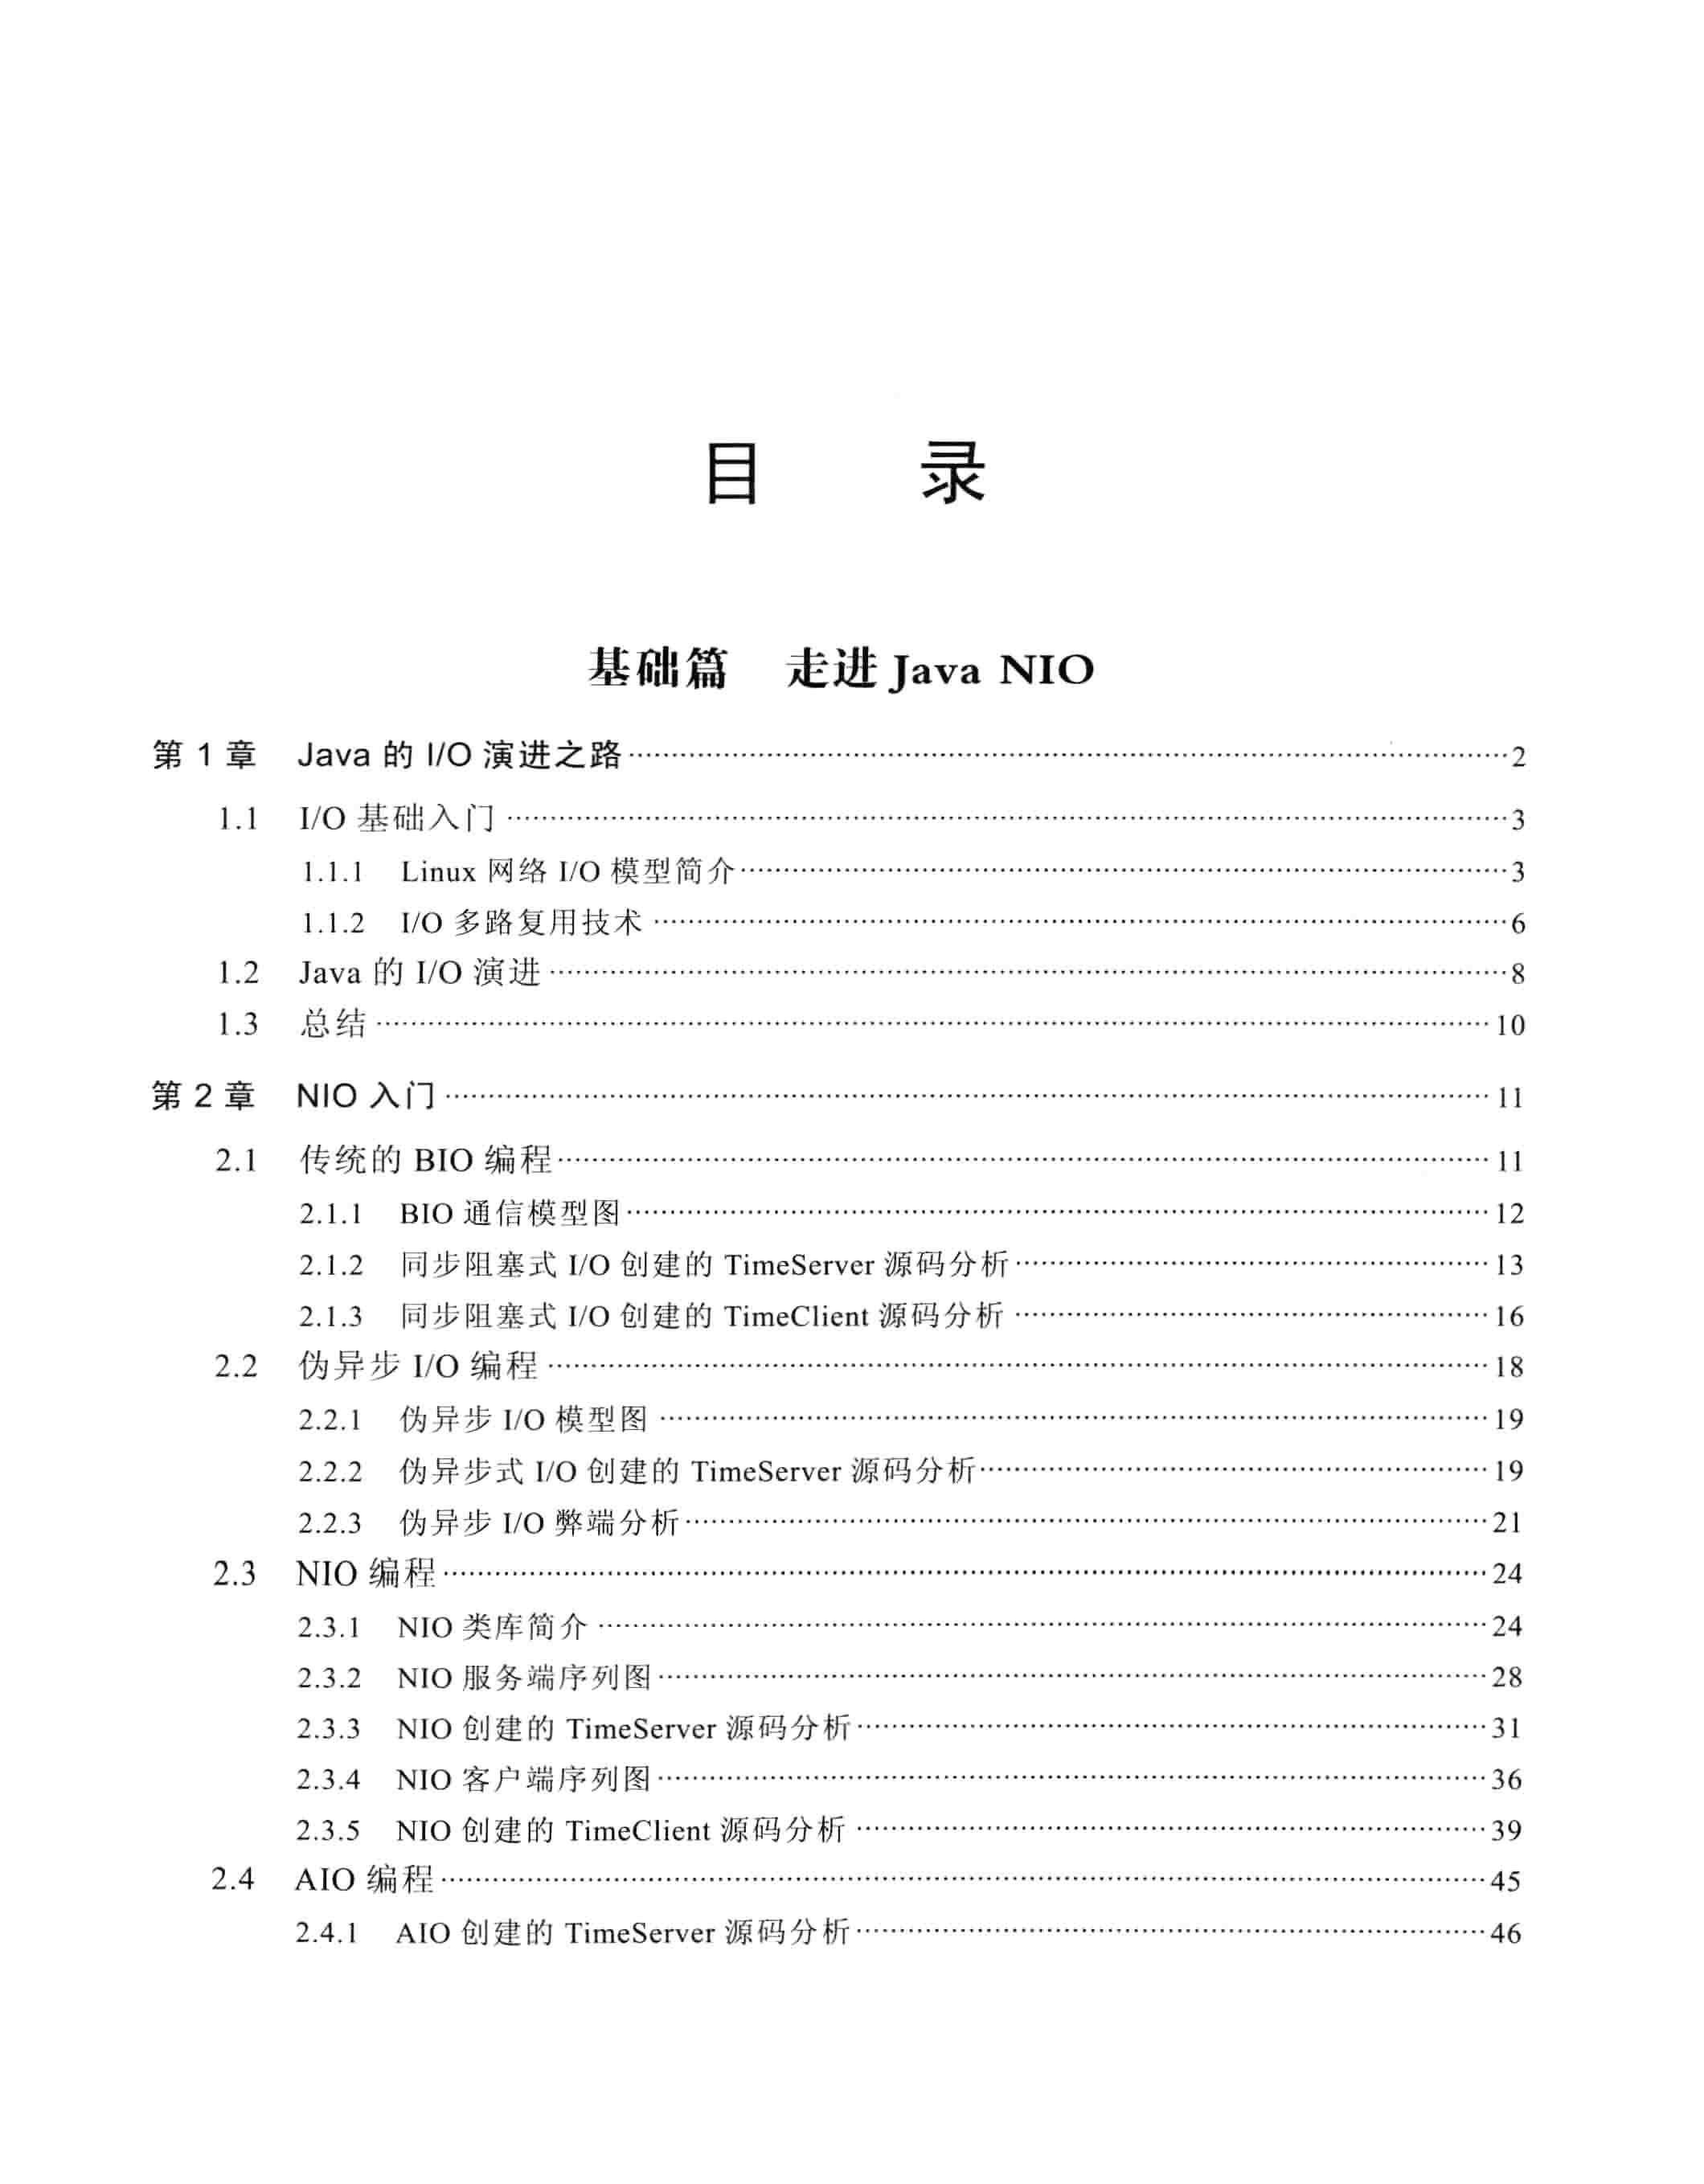 目 录
基础篇 走进 Java NIO
第 1 章 Java 的 I/O 演进之路 2
1.1 I/O 基础入门 3
1.1.1 Linux 网络 I/O 模型简介 3
1.1.2 I/O 多路复用技术 6
1.2 Java 的 I/O 演进 8
1.3 总结 10
第 2 章 NIO 入门 11
2.1 传统的 BIO 编程 11
2.1.1 BIO 通信模型图 12
2.1.2 同步阻塞式 I/O 创建的 TimeServer 源码分析 13
2.1.3 同步阻塞式 I/O 创建的 TimeClient 源码分析 16
2.2 伪异步 I/O 编程 18
2.2.1 伪异步 I/O 模型图 19
2.2.2 伪异步式 I/O 创建的 TimeServer 源码分析 19
2.2.3 伪异步 I/O 弊端分析 21
2.3 NIO 编程 24
2.3.1 NIO 类库简介 24
2.3.2 NIO 服务端序列图 28
2.3.3 NIO 创建的 TimeServer 源码分析 31
2.3.4 NIO 客户端序列图 36
2.3.5 NIO 创建的 TimeClient 源码分析 39
2.4 AIO 编程 45
2.4.1 AIO 创建的 TimeServer 源码分析 46